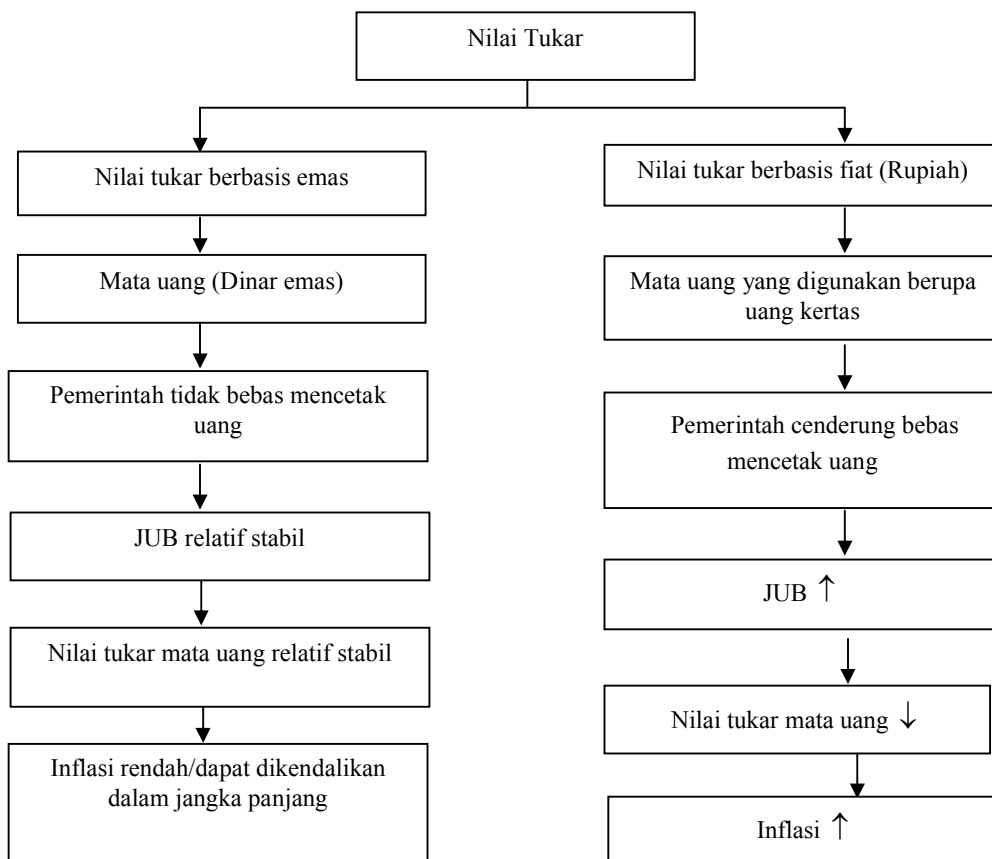 Nilai Tukar
Nilai tukar berbasis emas
Mata uang (Dinar emas)
Pemerintah tidak bebas mencetak
uang
JUB relatif stabil
Nilai tukar mata uang relatif stabil
Inflasi rendah/dapat dikendalikan
dalam jangka panjang
Nilai tukar berbasis fiat (Rupiah)
Mata uang yang digunakan berupa
uang kertas
Pemerintah cenderung bebas
mencetak uang
JUB ↑
Nilai tukar mata uang ↓
Inflasi ↑